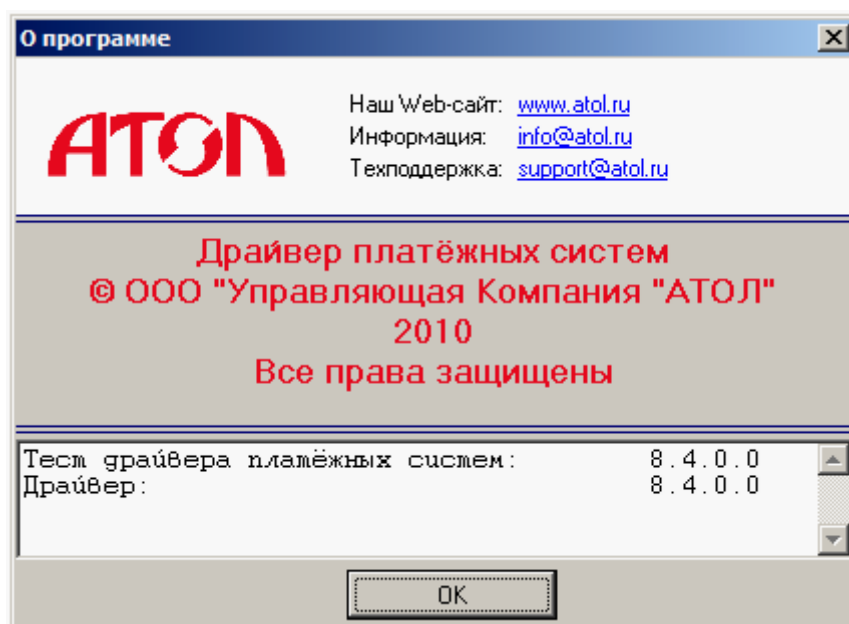 О программе
АТОЛ
Наш Web-сайт: www.atol.ru
Информация: info@atol.ru
Техподдержка: support@atol.ru
Драйвер платёжных систем
© ООО "Управляющая Компания "АТОЛ"
2010
Все права защищены
Тест драйвера платёжных систем: 8.4.0.0
Драйвер: 8.4.0.0
OK